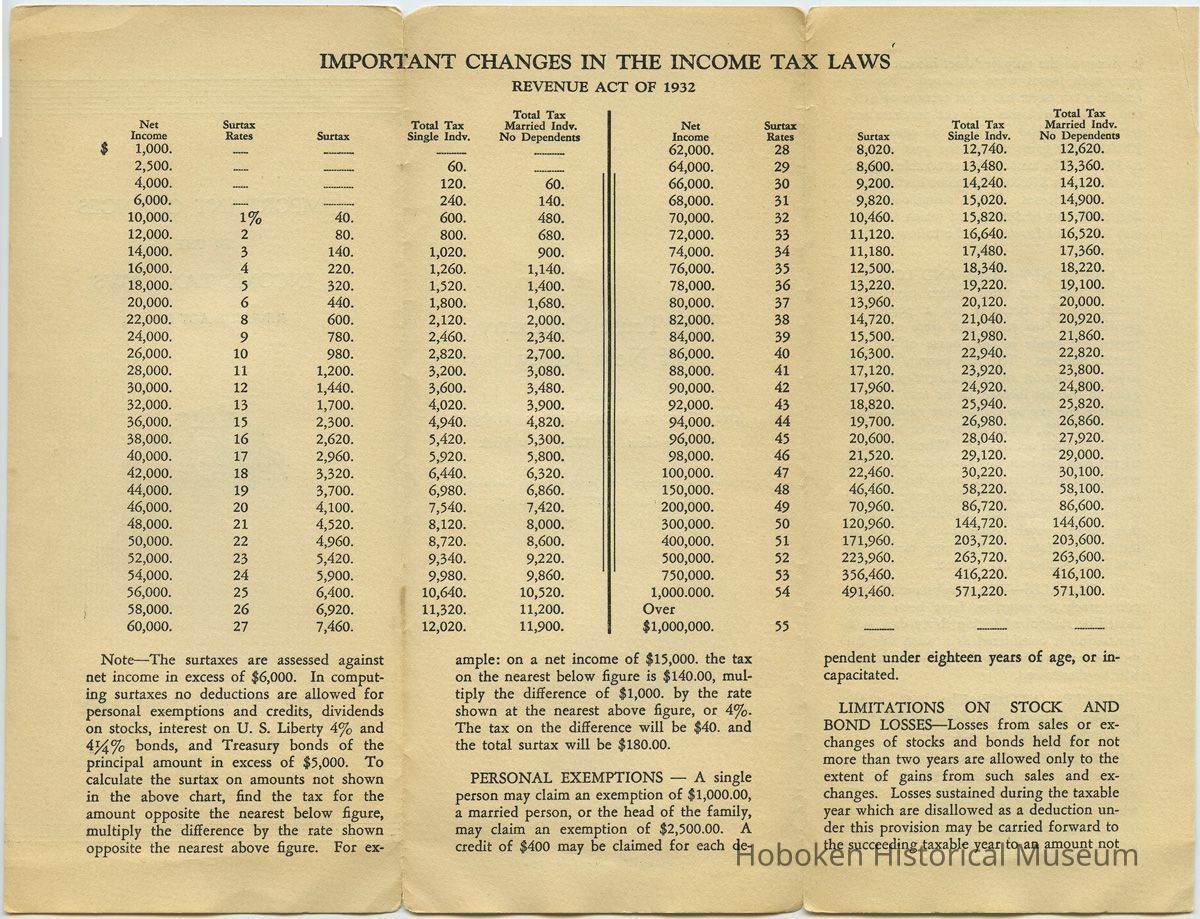 IMPORTANT CHANGES IN THE INCOME TAX LAWS
REVENUE ACT OF 1932
Net Income Surtax Rates Surtax Total Tax Single Indv. Total Tax Married Indv. No Dependents
$ 1,000. ---- ---- ---- ----
2,500. ---- ---- 60. ----
4,000. ---- ---- 120. 60.
6,000. ---- ---- 240. 140.
10,000. 1% 40. 600. 480.
12,000. 2 80. 800. 680.
14,000. 3 140. 1,020. 900.
16,000. 4 220. 1,260. 1,140.
18,000. 5 320. 1,520. 1,400.
20,000. 6 440. 1,800. 1,680.
22,000. 8 600. 2,120. 2,000.
24,000. 9 780. 2,460. 2,340.
26,000. 10 980. 2,820. 2,700.
28,000. 11 1,200. 3,200. 3,080.
30,000. 12 1,440. 3,600. 3,480.
32,000. 13 1,700. 4,020. 3,900.
36,000. 15 2,300. 4,940. 4,820.
38,000. 16 2,620. 5,420. 5,300.
40,000. 17 2,960. 5,920. 5,800.
42,000. 18 3,320. 6,440. 6,320.
44,000. 19 3,700. 6,980. 6,860.
46,000. 20 4,100. 7,540. 7,420.
48,000. 21 4,520. 8,120. 8,000.
50,000. 22 4,960. 8,720. 8,600.
52,000. 23 5,420. 9,340. 9,220.
54,000. 24 5,900. 9,980. 9,860.
56,000. 25 6,400. 10,640. 10,520.
58,000. 26 6,920. 11,320. 11,200.
60,000. 27 7,460. 12,020. 11,900.
Net Income Surtax Rates Surtax Total Tax Single Indv. Total Tax Married Indv. No Dependents
62,000. 28 8,020. 12,740. 12,620.
64,000. 29 8,600. 13,480. 13,360.
66,000. 30 9,200. 14,240. 14,120.
68,000. 31 9,820. 15,020. 14,900.
70,000. 32 10,460. 15,820. 15,700.
72,000. 33 11,120. 16,640. 16,520.
74,000. 34 11,180. 17,480. 17,360.
76,000. 35 12,500. 18,340. 18,220.
78,000. 36 13,220. 19,220. 19,100.
80,000. 37 13,960. 20,120. 20,000.
82,000. 38 14,720. 21,040. 20,920.
84,000. 39 15,500. 21,980. 21,860.
86,000. 40 16,300. 22,940. 22,820.
88,000. 41 17,120. 23,920. 23,800.
90,000. 42 17,960. 24,920. 24,800.
92,000. 43 18,820. 25,940. 25,820.
94,000. 44 19,700. 26,980. 26,860.
96,000. 45 20,600. 28,040. 27,920.
98,000. 46 21,520. 29,120. 29,000.
100,000. 47 22,460. 30,220. 30,100.
150,000. 48 46,460. 58,220. 58,100.
200,000. 49 70,960. 86,720. 86,600.
300,000. 50 120,960. 144,720. 144,600.
400,000. 51 171,960. 203,720. 203,600.
500,000. 52 223,960. 263,720. 263,600.
750,000. 53 356,460. 416,220. 416,100.
1,000.000. 54 491,460. 571,220. 571,100.
Over
$1,000,000. 55 ---- ---- ----
Note—The surtaxes are assessed against
net income in excess of $6,000. In comput-
ing surtaxes no deductions are allowed for
personal exemptions and credits, dividends
on stocks, interest on U. S. Liberty 4% and
4¼% bonds, and Treasury bonds of the
principal amount in excess of $5,000. To
calculate the surtax on amounts not shown
in the above chart, find the tax for the
amount opposite the nearest below figure,
multiply the difference by the rate shown
opposite the nearest above figure. For ex-
ample: on a net income of $15,000. the tax
on the nearest below figure is $140.00, mul-
tiply the difference of $1,000. by the rate
shown at the nearest above figure, or 4%.
The tax on the difference will be $40. and
the total surtax will be $180.00.
PERSONAL EXEMPTIONS — A single
person may claim an exemption of $1,000.00,
a married person, or the head of the family,
may claim an exemption of $2,500.00. A
credit of $400 may be claimed for each de-
pendent under eighteen years of age, or in-
capacitated.
LIMITATIONS ON STOCK AND
BOND LOSSES—Losses from sales or ex-
changes of stocks and bonds held for not
more than two years are allowed only to the
extent of gains from such sales and ex-
changes. Losses sustained during the taxable
year which are disallowed as a deduction un-
der this provision may be carried forward to
the succeeding taxable year to an amount not
Hoboken Historical Museum